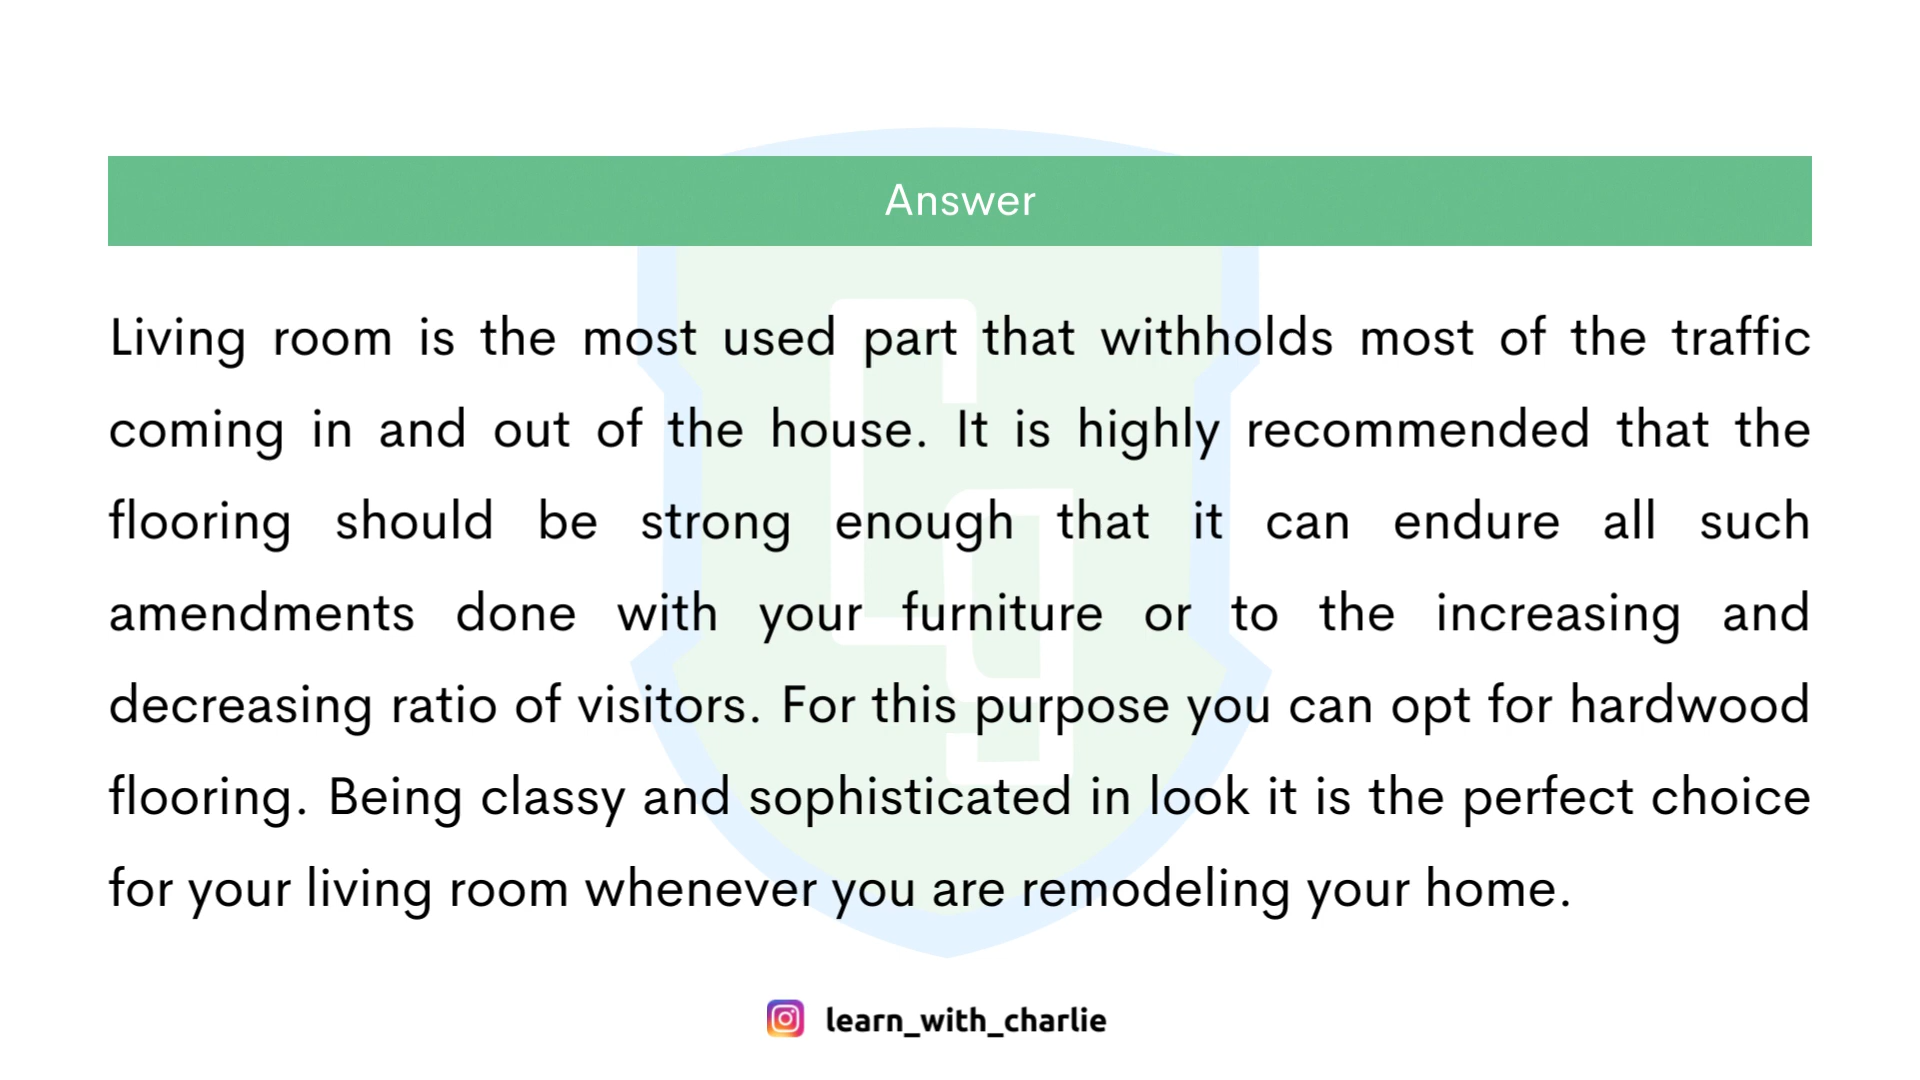 Answer
Living room is the most used part that withholds most of the traffic
coming in and out of the house. It is highly recommended that the
flooring should be strong enough that it can endure all such
amendments done with your furniture or to the increasing and
decreasing ratio of visitors. For this purpose you can opt for hardwood
flooring. Being classy and sophisticated in look it is the perfect choice
for your living room whenever you are remodeling your home.
learn_with_charlie